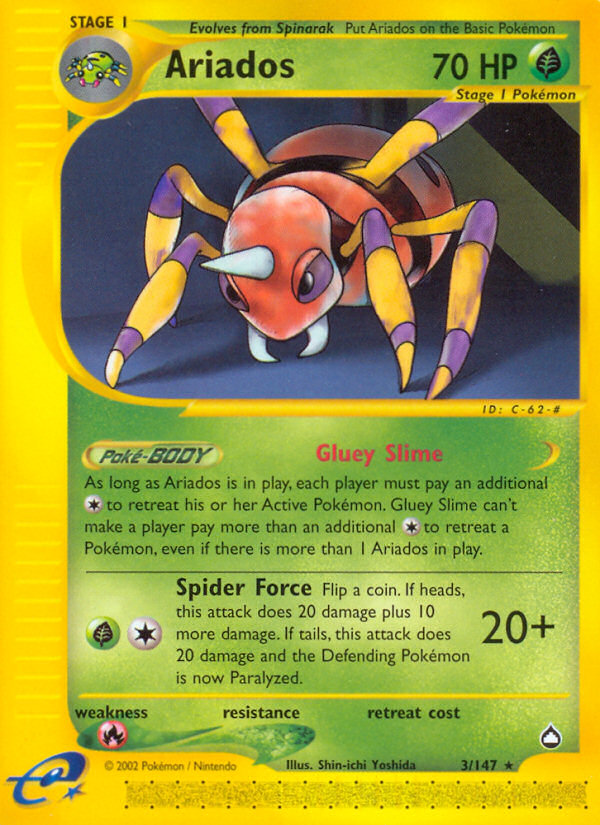 STAGE 1
Evolves from Spinarak Put Ariados on the Basic Pokémon
Ariados 70 HP
Stage 1 Pokémon
ID: C-62-#
Poké-BODY Gluey Slime
As long as Ariados is in play, each player must pay an additional
to retreat his or her Active Pokémon. Gluey Slime can't
make a player pay more than an additional to retreat a
Pokémon, even if there is more than 1 Ariados in play.
Spider Force Flip a coin. If heads,
this attack does 20 damage plus 10
more damage. If tails, this attack does
20 damage and the Defending Pokémon
is now Paralyzed.
20+
weakness resistance retreat cost
© 2002 Pokémon / Nintendo Illus. Shin-ichi Yoshida 3/147 ★
e